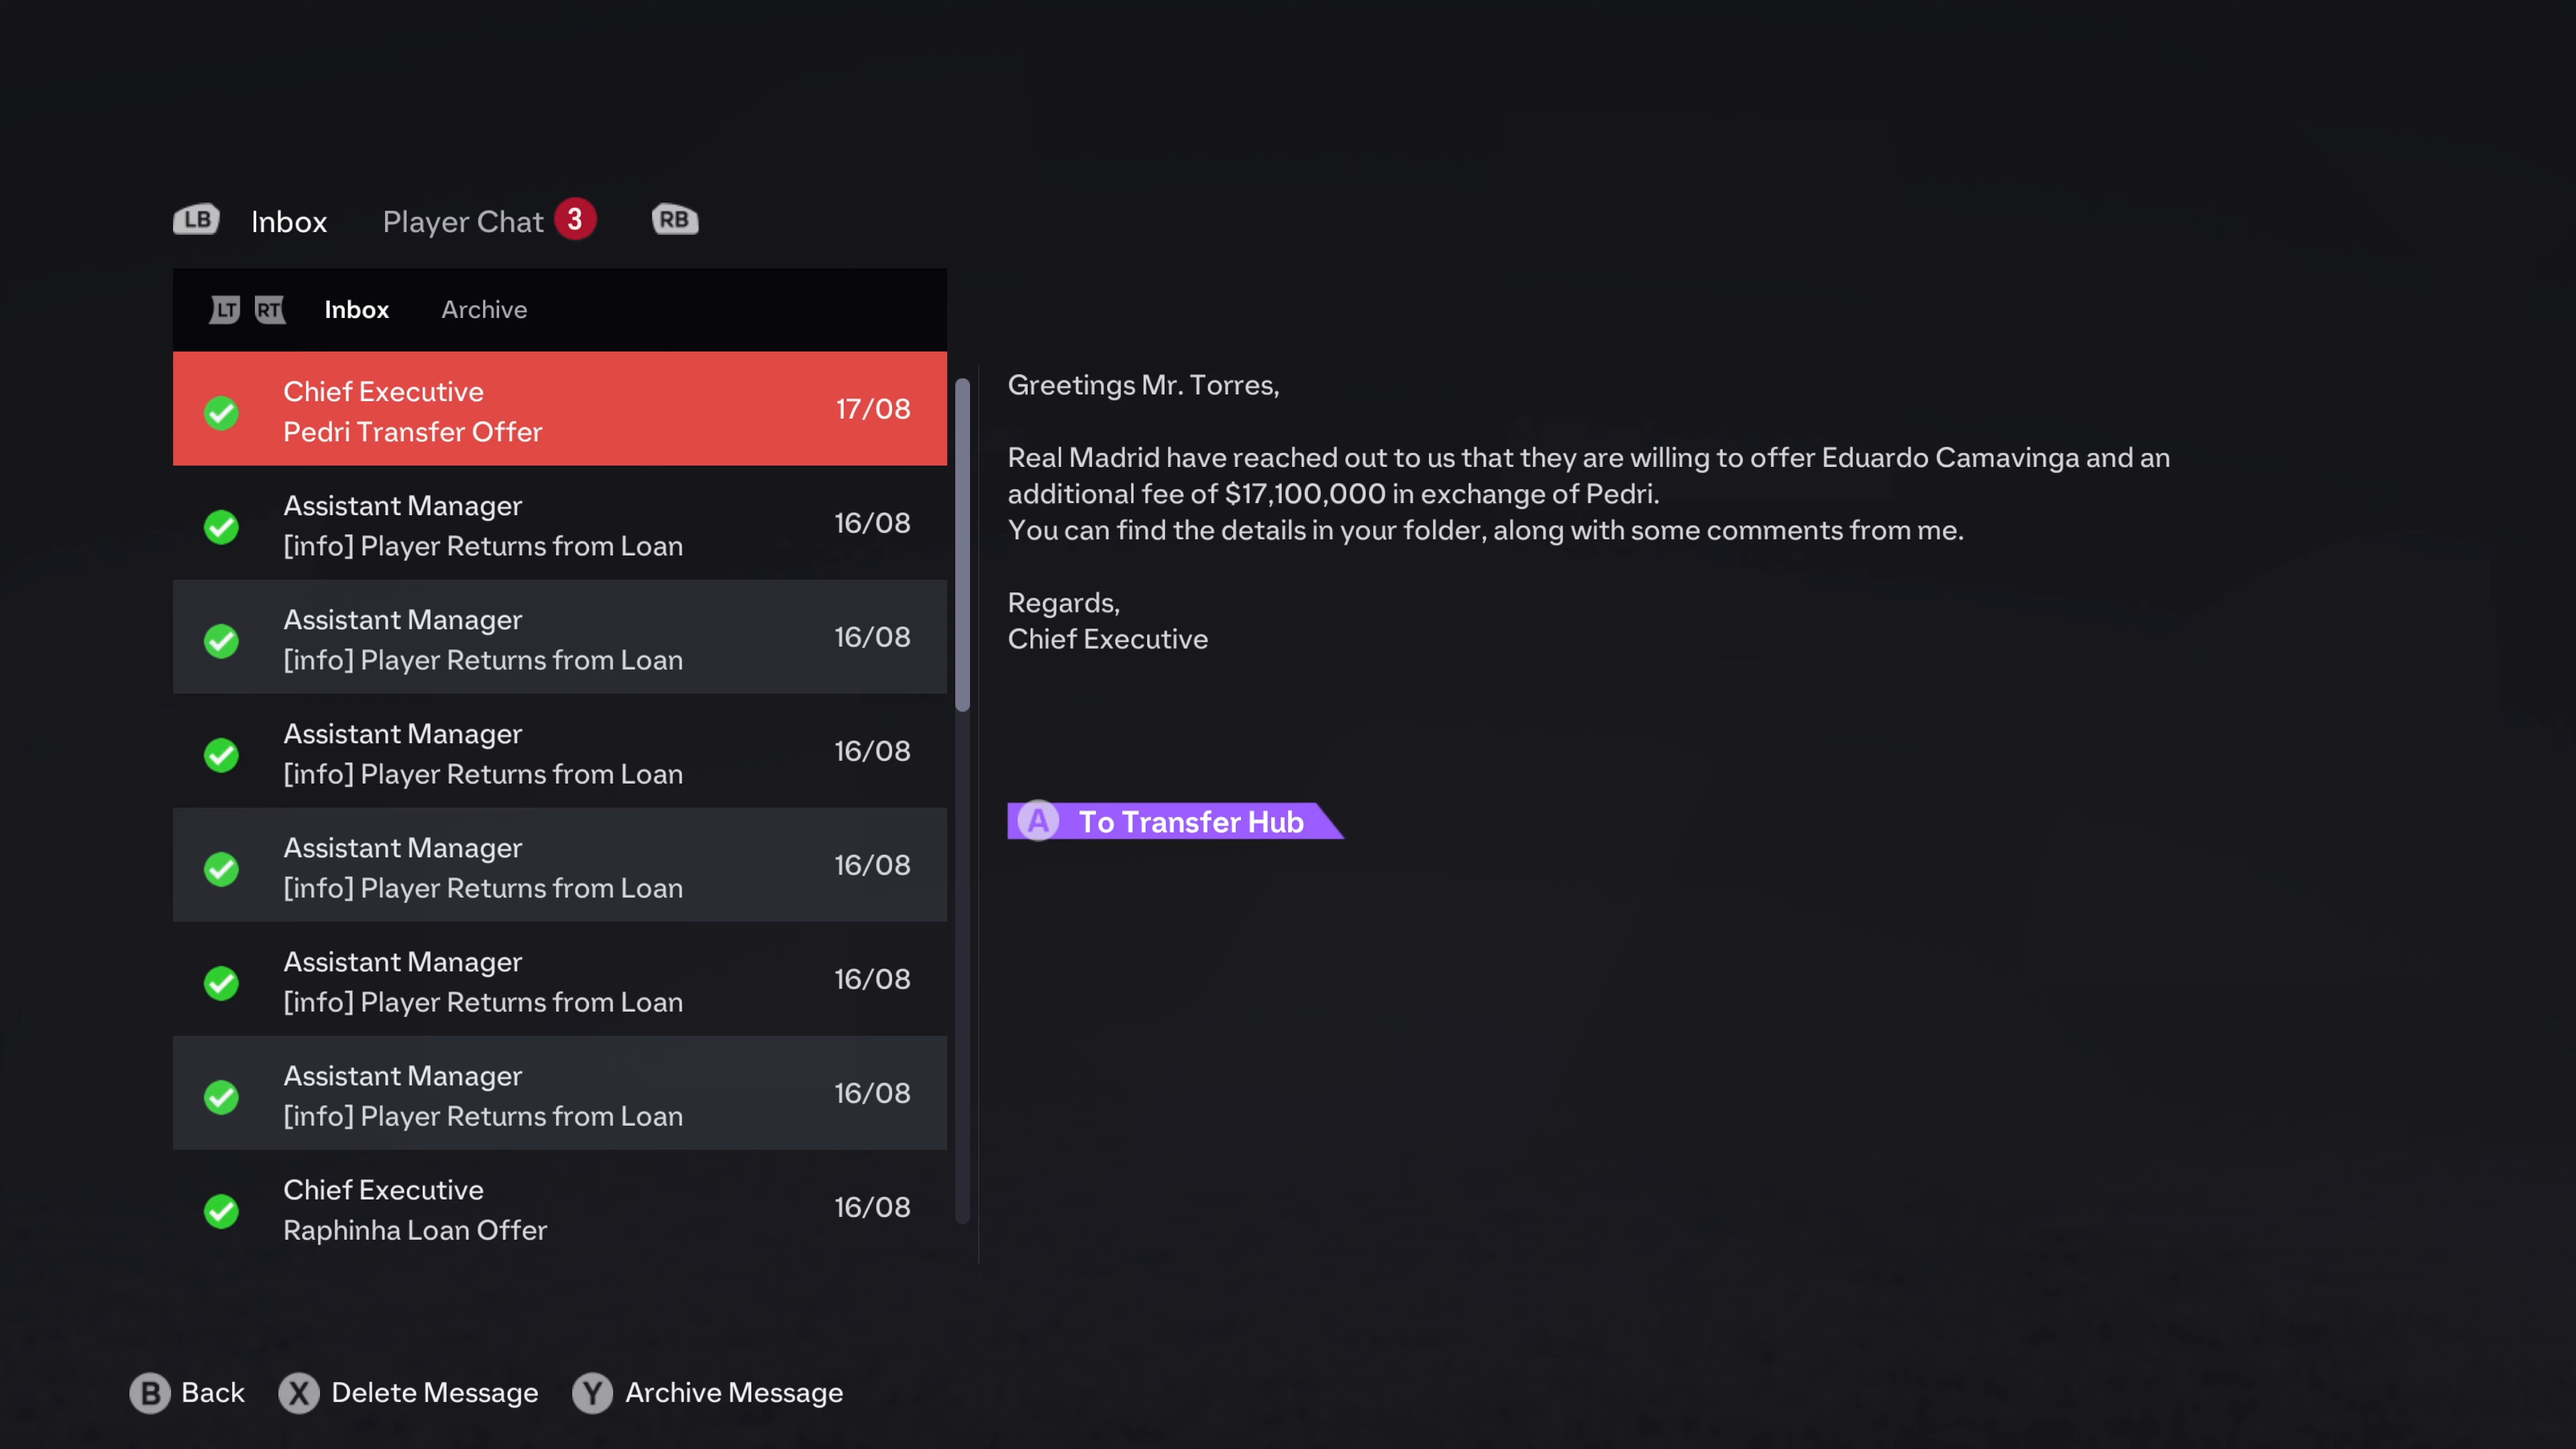 LB Inbox Player Chat 3 RB
LT RT Inbox Archive
Chief Executive
Pedri Transfer Offer
17/08
Assistant Manager
[info] Player Returns from Loan
16/08
Assistant Manager
[info] Player Returns from Loan
16/08
Assistant Manager
[info] Player Returns from Loan
16/08
Assistant Manager
[info] Player Returns from Loan
16/08
Assistant Manager
[info] Player Returns from Loan
16/08
Assistant Manager
[info] Player Returns from Loan
16/08
Chief Executive
Raphinha Loan Offer
16/08
Greetings Mr. Torres,
Real Madrid have reached out to us that they are willing to offer Eduardo Camavinga and an
additional fee of $17,100,000 in exchange of Pedri.
You can find the details in your folder, along with some comments from me.
Regards,
Chief Executive
A To Transfer Hub
B Back X Delete Message Y Archive Message